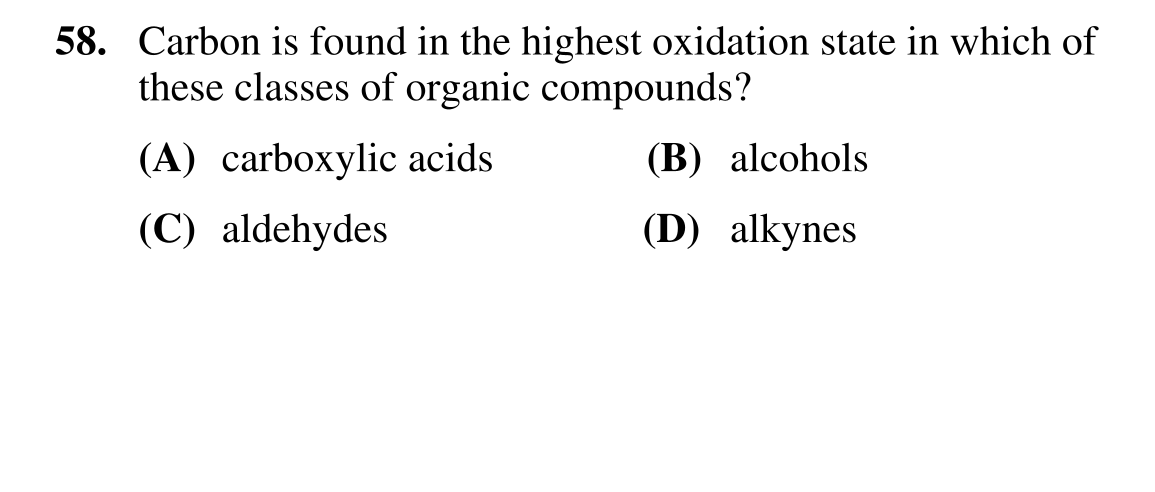 58. Carbon is found in the highest oxidation state in which of
these classes of organic compounds?
(A) carboxylic acids (B) alcohols
(C) aldehydes (D) alkynes